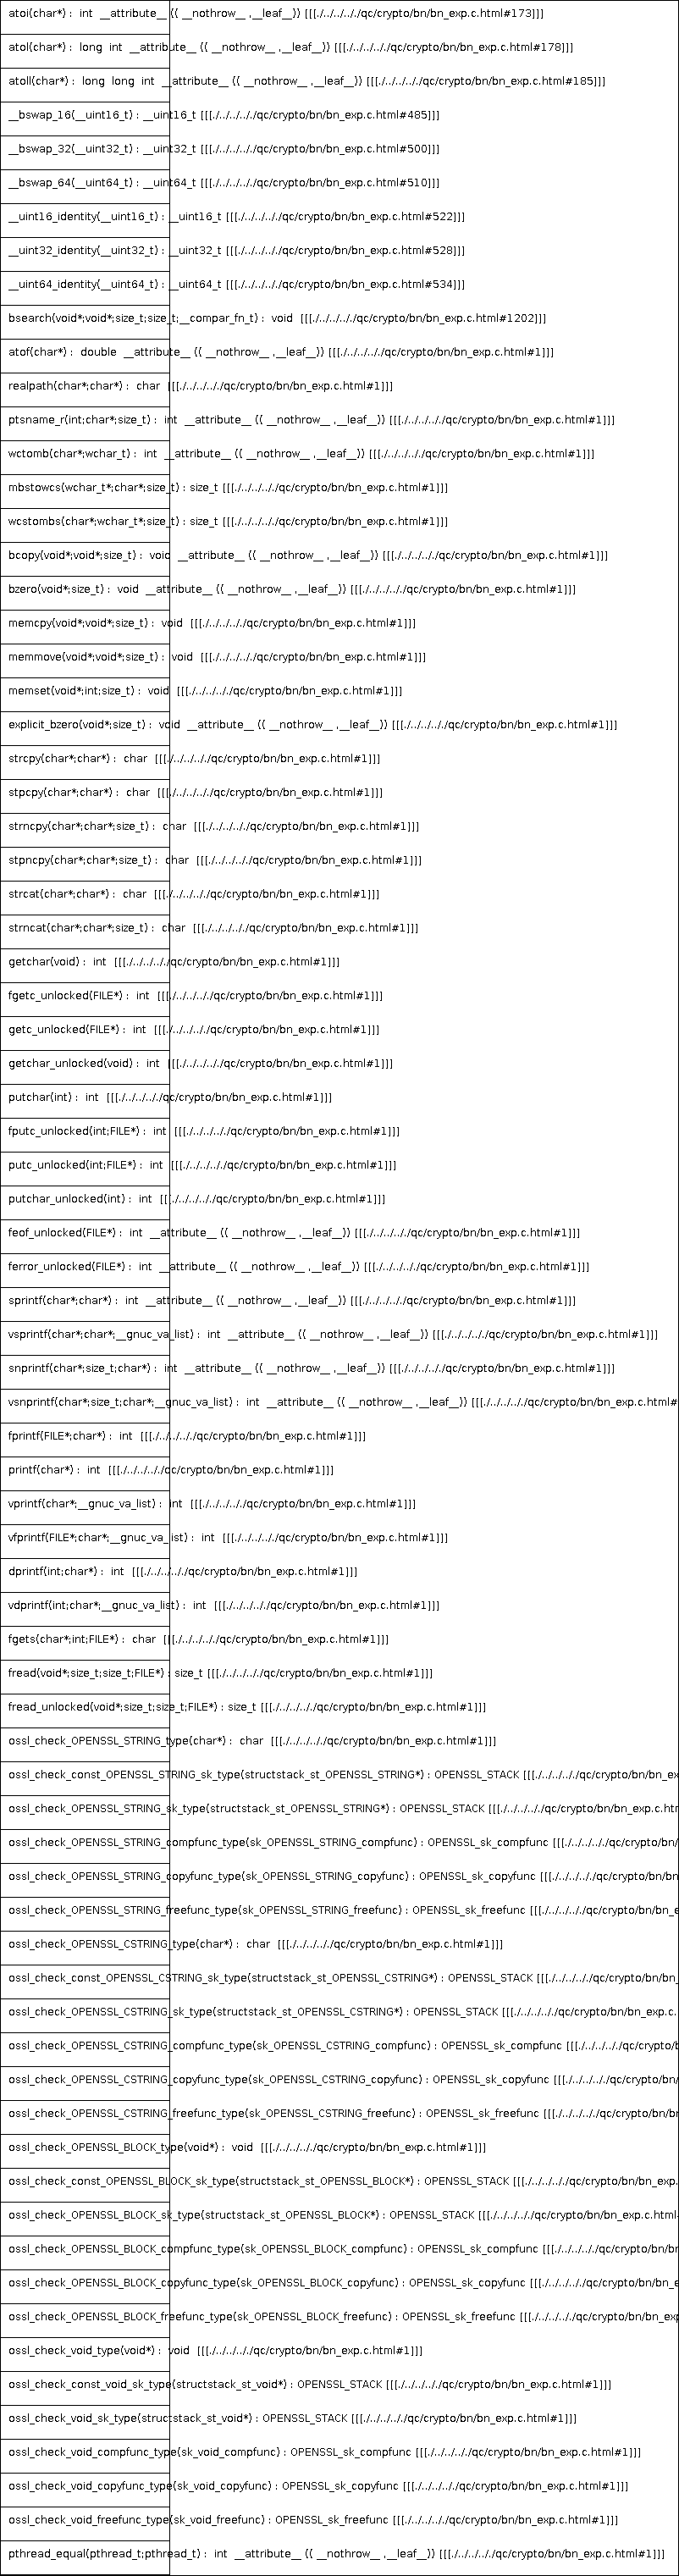 atoi(char*) :  int  __attribute__ (( __nothrow__ ,__leaf__)) [[[./../../../qc/crypto/bn/bn_exp.c.html#173]]]
atol(char*) :  long  int  __attribute__ (( __nothrow__ ,__leaf__)) [[[./../../../qc/crypto/bn/bn_exp.c.html#178]]]
atoll(char*) :  long  long  int  __attribute__ (( __nothrow__ ,__leaf__)) [[[./../../../qc/crypto/bn/bn_exp.c.html#185]]]
__bswap_16(__uint16_t) : __uint16_t [[[./../../../qc/crypto/bn/bn_exp.c.html#485]]]
__bswap_32(__uint32_t) : __uint32_t [[[./../../../qc/crypto/bn/bn_exp.c.html#500]]]
__bswap_64(__uint64_t) : __uint64_t [[[./../../../qc/crypto/bn/bn_exp.c.html#510]]]
__uint16_identity(__uint16_t) : __uint16_t [[[./../../../qc/crypto/bn/bn_exp.c.html#522]]]
__uint32_identity(__uint32_t) : __uint32_t [[[./../../../qc/crypto/bn/bn_exp.c.html#528]]]
__uint64_identity(__uint64_t) : __uint64_t [[[./../../../qc/crypto/bn/bn_exp.c.html#534]]]
bsearch(void*;void*;size_t;size_t;__compar_fn_t) :  void  [[[./../../../qc/crypto/bn/bn_exp.c.html#1202]]]
atof(char*) :  double  __attribute__ (( __nothrow__ ,__leaf__)) [[[./../../../qc/crypto/bn/bn_exp.c.html#1]]]
realpath(char*;char*) :  char  [[[./../../../qc/crypto/bn/bn_exp.c.html#1]]]
ptsname_r(int;char*;size_t) :  int  __attribute__ (( __nothrow__ ,__leaf__)) [[[./../../../qc/crypto/bn/bn_exp.c.html#1]]]
wctomb(char*;wchar_t) :  int  __attribute__ (( __nothrow__ ,__leaf__)) [[[./../../../qc/crypto/bn/bn_exp.c.html#1]]]
mbstowcs(wchar_t*;char*;size_t) : size_t [[[./../../../qc/crypto/bn/bn_exp.c.html#1]]]
wcstombs(char*;wchar_t*;size_t) : size_t [[[./../../../qc/crypto/bn/bn_exp.c.html#1]]]
bcopy(void*;void*;size_t) :  void  __attribute__ (( __nothrow__ ,__leaf__)) [[[./../../../qc/crypto/bn/bn_exp.c.html#1]]]
bzero(void*;size_t) :  void  __attribute__ (( __nothrow__ ,__leaf__)) [[[./../../../qc/crypto/bn/bn_exp.c.html#1]]]
memcpy(void*;void*;size_t) :  void  [[[./../../../qc/crypto/bn/bn_exp.c.html#1]]]
memmove(void*;void*;size_t) :  void  [[[./../../../qc/crypto/bn/bn_exp.c.html#1]]]
memset(void*;int;size_t) :  void  [[[./../../../qc/crypto/bn/bn_exp.c.html#1]]]
explicit_bzero(void*;size_t) :  void  __attribute__ (( __nothrow__ ,__leaf__)) [[[./../../../qc/crypto/bn/bn_exp.c.html#1]]]
strcpy(char*;char*) :  char  [[[./../../../qc/crypto/bn/bn_exp.c.html#1]]]
stpcpy(char*;char*) :  char  [[[./../../../qc/crypto/bn/bn_exp.c.html#1]]]
strncpy(char*;char*;size_t) :  char  [[[./../../../qc/crypto/bn/bn_exp.c.html#1]]]
stpncpy(char*;char*;size_t) :  char  [[[./../../../qc/crypto/bn/bn_exp.c.html#1]]]
strcat(char*;char*) :  char  [[[./../../../qc/crypto/bn/bn_exp.c.html#1]]]
strncat(char*;char*;size_t) :  char  [[[./../../../qc/crypto/bn/bn_exp.c.html#1]]]
getchar(void) :  int  [[[./../../../qc/crypto/bn/bn_exp.c.html#1]]]
fgetc_unlocked(FILE*) :  int  [[[./../../../qc/crypto/bn/bn_exp.c.html#1]]]
getc_unlocked(FILE*) :  int  [[[./../../../qc/crypto/bn/bn_exp.c.html#1]]]
getchar_unlocked(void) :  int  [[[./../../../qc/crypto/bn/bn_exp.c.html#1]]]
putchar(int) :  int  [[[./../../../qc/crypto/bn/bn_exp.c.html#1]]]
fputc_unlocked(int;FILE*) :  int  [[[./../../../qc/crypto/bn/bn_exp.c.html#1]]]
putc_unlocked(int;FILE*) :  int  [[[./../../../qc/crypto/bn/bn_exp.c.html#1]]]
putchar_unlocked(int) :  int  [[[./../../../qc/crypto/bn/bn_exp.c.html#1]]]
feof_unlocked(FILE*) :  int  __attribute__ (( __nothrow__ ,__leaf__)) [[[./../../../qc/crypto/bn/bn_exp.c.html#1]]]
ferror_unlocked(FILE*) :  int  __attribute__ (( __nothrow__ ,__leaf__)) [[[./../../../qc/crypto/bn/bn_exp.c.html#1]]]
sprintf(char*;char*) :  int  __attribute__ (( __nothrow__ ,__leaf__)) [[[./../../../qc/crypto/bn/bn_exp.c.html#1]]]
vsprintf(char*;char*;__gnuc_va_list) :  int  __attribute__ (( __nothrow__ ,__leaf__)) [[[./../../../qc/crypto/bn/bn_exp.c.html#1]]]
snprintf(char*;size_t;char*) :  int  __attribute__ (( __nothrow__ ,__leaf__)) [[[./../../../qc/crypto/bn/bn_exp.c.html#1]]]
vsnprintf(char*;size_t;char*;__gnuc_va_list) :  int  __attribute__ (( __nothrow__ ,__leaf__)) [[[./../../../qc/crypto/bn/bn_exp.c.html#
fprintf(FILE*;char*) :  int  [[[./../../../qc/crypto/bn/bn_exp.c.html#1]]]
printf(char*) :  int  [[[./../../../qc/crypto/bn/bn_exp.c.html#1]]]
vprintf(char*;__gnuc_va_list) :  int  [[[./../../../qc/crypto/bn/bn_exp.c.html#1]]]
vfprintf(FILE*;char*;__gnuc_va_list) :  int  [[[./../../../qc/crypto/bn/bn_exp.c.html#1]]]
dprintf(int;char*) :  int  [[[./../../../qc/crypto/bn/bn_exp.c.html#1]]]
vdprintf(int;char*;__gnuc_va_list) :  int  [[[./../../../qc/crypto/bn/bn_exp.c.html#1]]]
fgets(char*;int;FILE*) :  char  [[[./../../../qc/crypto/bn/bn_exp.c.html#1]]]
fread(void*;size_t;size_t;FILE*) : size_t [[[./../../../qc/crypto/bn/bn_exp.c.html#1]]]
fread_unlocked(void*;size_t;size_t;FILE*) : size_t [[[./../../../qc/crypto/bn/bn_exp.c.html#1]]]
ossl_check_OPENSSL_STRING_type(char*) :  char  [[[./../../../qc/crypto/bn/bn_exp.c.html#1]]]
ossl_check_const_OPENSSL_STRING_sk_type(structstack_st_OPENSSL_STRING*) : OPENSSL_STACK [[[./../../../qc/crypto/bn/bn_ex
ossl_check_OPENSSL_STRING_sk_type(structstack_st_OPENSSL_STRING*) : OPENSSL_STACK [[[./../../../qc/crypto/bn/bn_exp.c.ht
ossl_check_OPENSSL_STRING_compfunc_type(sk_OPENSSL_STRING_compfunc) : OPENSSL_sk_compfunc [[[./../../../qc/crypto/bn/
ossl_check_OPENSSL_STRING_copyfunc_type(sk_OPENSSL_STRING_copyfunc) : OPENSSL_sk_copyfunc [[[./../../../qc/crypto/bn/bn
ossl_check_OPENSSL_STRING_freefunc_type(sk_OPENSSL_STRING_freefunc) : OPENSSL_sk_freefunc [[[./../../../qc/crypto/bn/bn_e
ossl_check_OPENSSL_CSTRING_type(char*) :  char  [[[./../../../qc/crypto/bn/bn_exp.c.html#1]]]
ossl_check_const_OPENSSL_CSTRING_sk_type(structstack_st_OPENSSL_CSTRING*) : OPENSSL_STACK [[[./../../../qc/crypto/bn/bn_
ossl_check_OPENSSL_CSTRING_sk_type(structstack_st_OPENSSL_CSTRING*) : OPENSSL_STACK [[[./../../../qc/crypto/bn/bn_exp.c.
ossl_check_OPENSSL_CSTRING_compfunc_type(sk_OPENSSL_CSTRING_compfunc) : OPENSSL_sk_compfunc [[[./../../../qc/crypto/b
ossl_check_OPENSSL_CSTRING_copyfunc_type(sk_OPENSSL_CSTRING_copyfunc) : OPENSSL_sk_copyfunc [[[./../../../qc/crypto/bn/
ossl_check_OPENSSL_CSTRING_freefunc_type(sk_OPENSSL_CSTRING_freefunc) : OPENSSL_sk_freefunc [[[./../../../qc/crypto/bn/bn
ossl_check_OPENSSL_BLOCK_type(void*) :  void  [[[./../../../qc/crypto/bn/bn_exp.c.html#1]]]
ossl_check_const_OPENSSL_BLOCK_sk_type(structstack_st_OPENSSL_BLOCK*) : OPENSSL_STACK [[[./../../../qc/crypto/bn/bn_exp.
ossl_check_OPENSSL_BLOCK_sk_type(structstack_st_OPENSSL_BLOCK*) : OPENSSL_STACK [[[./../../../qc/crypto/bn/bn_exp.c.html
ossl_check_OPENSSL_BLOCK_compfunc_type(sk_OPENSSL_BLOCK_compfunc) : OPENSSL_sk_compfunc [[[./../../../qc/crypto/bn/bn
ossl_check_OPENSSL_BLOCK_copyfunc_type(sk_OPENSSL_BLOCK_copyfunc) : OPENSSL_sk_copyfunc [[[./../../../qc/crypto/bn/bn_e
ossl_check_OPENSSL_BLOCK_freefunc_type(sk_OPENSSL_BLOCK_freefunc) : OPENSSL_sk_freefunc [[[./../../../qc/crypto/bn/bn_exp
ossl_check_void_type(void*) :  void  [[[./../../../qc/crypto/bn/bn_exp.c.html#1]]]
ossl_check_const_void_sk_type(structstack_st_void*) : OPENSSL_STACK [[[./../../../qc/crypto/bn/bn_exp.c.html#1]]]
ossl_check_void_sk_type(structstack_st_void*) : OPENSSL_STACK [[[./../../../qc/crypto/bn/bn_exp.c.html#1]]]
ossl_check_void_compfunc_type(sk_void_compfunc) : OPENSSL_sk_compfunc [[[./../../../qc/crypto/bn/bn_exp.c.html#1]]]
ossl_check_void_copyfunc_type(sk_void_copyfunc) : OPENSSL_sk_copyfunc [[[./../../../qc/crypto/bn/bn_exp.c.html#1]]]
ossl_check_void_freefunc_type(sk_void_freefunc) : OPENSSL_sk_freefunc [[[./../../../qc/crypto/bn/bn_exp.c.html#1]]]
pthread_equal(pthread_t;pthread_t) :  int  __attribute__ (( __nothrow__ ,__leaf__)) [[[./../../../qc/crypto/bn/bn_exp.c.html#1]]]